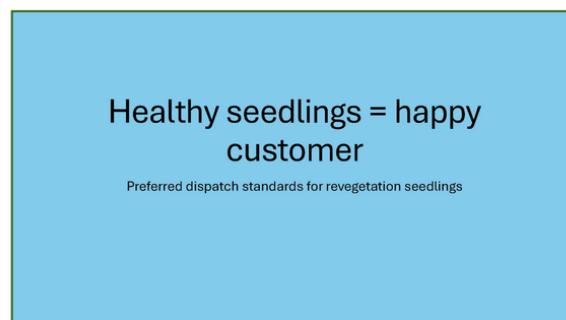 Healthy seedlings = happy
customer
Preferred dispatch standards for revegetation seedlings